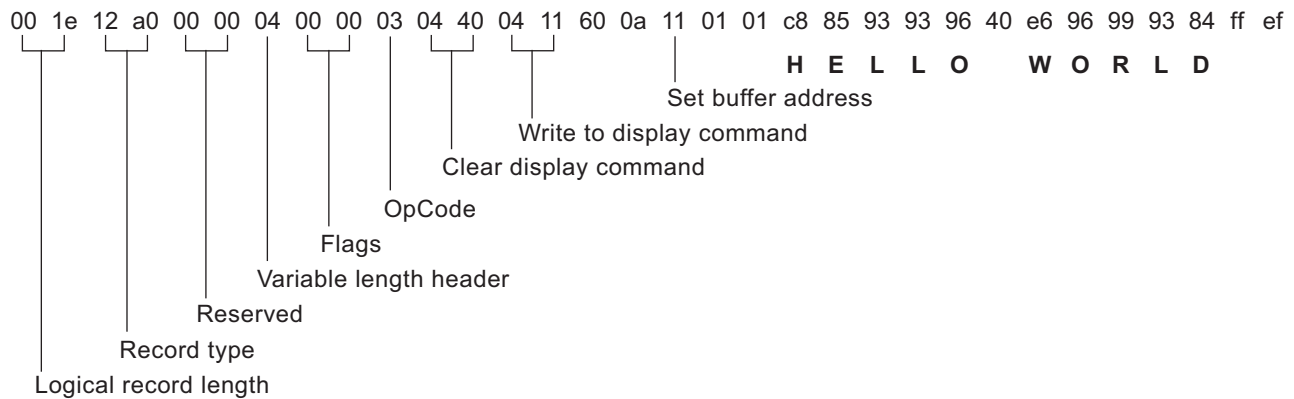 00 1e 12 a0 00 00 04 00 00 03 04 40 04 11 60 0a 11 01 01 c8 85 93 93 96 40 e6 96 99 93 84 ff ef
H E L L O W O R L D
Set buffer address
Write to display command
Clear display command
OpCode
Flags
Variable length header
Reserved
Record type
Logical record length